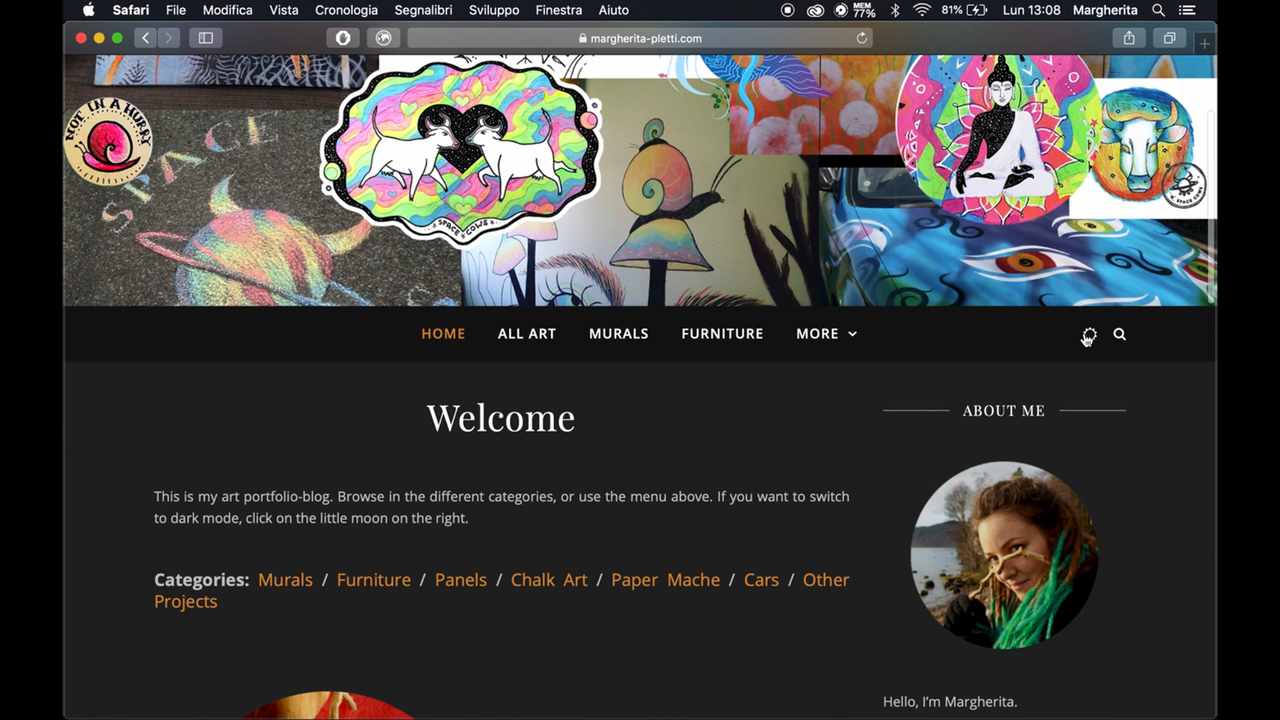 Safari File Modifica Vista Cronologia Segnalibri Sviluppo Finestra Aiuto MEM 77% 81% Lun 13:08 Margherita
margherita-pletti.com
NOT IN A HURRY
SPACE
SPACE COWS
SPACE COWS
HOME ALL ART MURALS FURNITURE MORE
Welcome
ABOUT ME
This is my art portfolio-blog. Browse in the different categories, or use the menu above. If you want to switch
to dark mode, click on the little moon on the right.
Categories: Murals / Furniture / Panels / Chalk Art / Paper Mache / Cars / Other
Projects
Hello, I'm Margherita.